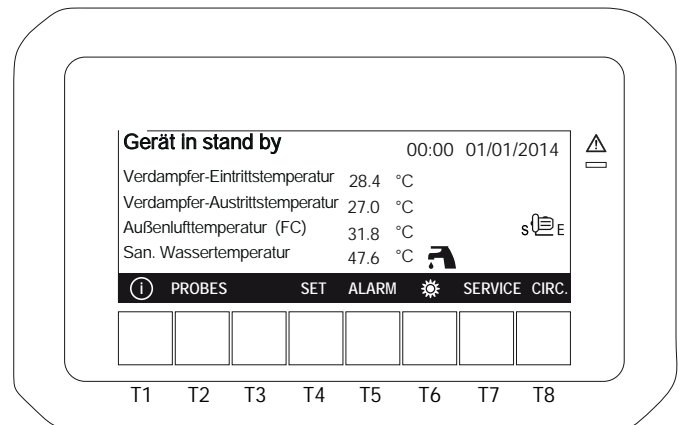 Gerät in stand by 00:00 01/01/2014
Verdampfer-Eintrittstemperatur 28.4 °C
Verdampfer-Austrittstemperatur 27.0 °C
Außenlufttemperatur (FC) 31.8 °C
S E
San. Wassertemperatur 47.6 °C
i PROBES SET ALARM SERVICE CIRC.
T1 T2 T3 T4 T5 T6 T7 T8